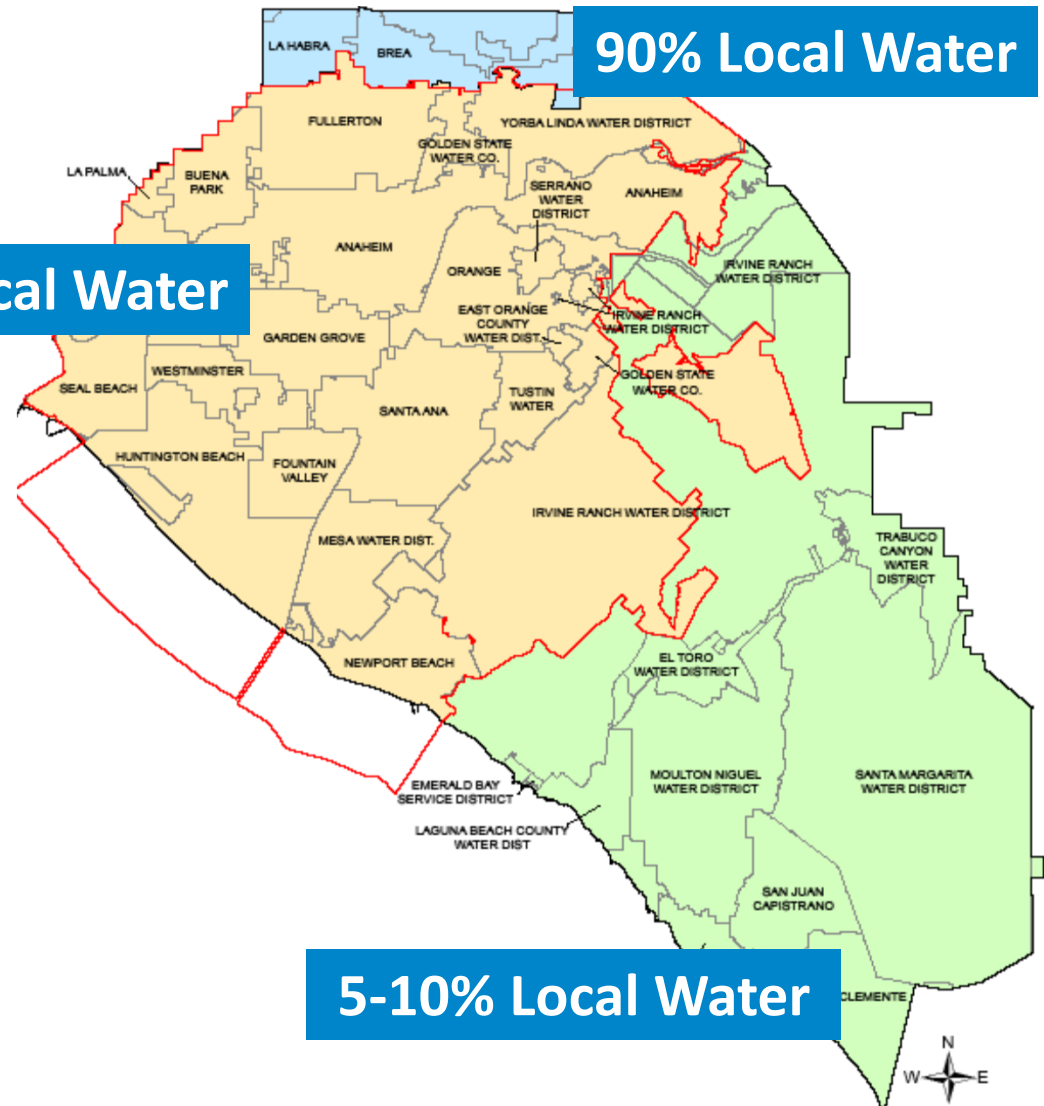 90% Local Water
LA HABRA
BREA
FULLERTON
YORBA LINDA WATER DISTRICT
GOLDEN STATE
WATER CO.
LA PALMA
BUENA
PARK
SERRANO
WATER
DISTRICT
ANAHEIM
ANAHEIM
ORANGE
IRVINE RANCH
WATER DISTRICT
cal Water
EAST ORANGE
COUNTY
WATER DIST.
IRVINE RANCH
WATER DISTRICT
GARDEN GROVE
WESTMINSTER
SEAL BEACH
GOLDEN STATE
WATER CO.
TUSTIN
WATER
SANTA ANA
HUNTINGTON BEACH
FOUNTAIN
VALLEY
IRVINE RANCH WATER DISTRICT
MESA WATER DIST.
TRABUCO
CANYON
WATER
DISTRICT
NEWPORT BEACH
EL TORO
WATER DISTRICT
EMERALD BAY
SERVICE DISTRICT
MOULTON NIGUEL
WATER DISTRICT
SANTA MARGARITA
WATER DISTRICT
LAGUNA BEACH COUNTY
WATER DIST
SAN JUAN
CAPISTRANO
5-10% Local Water
CLEMENTE
N
W
E
S